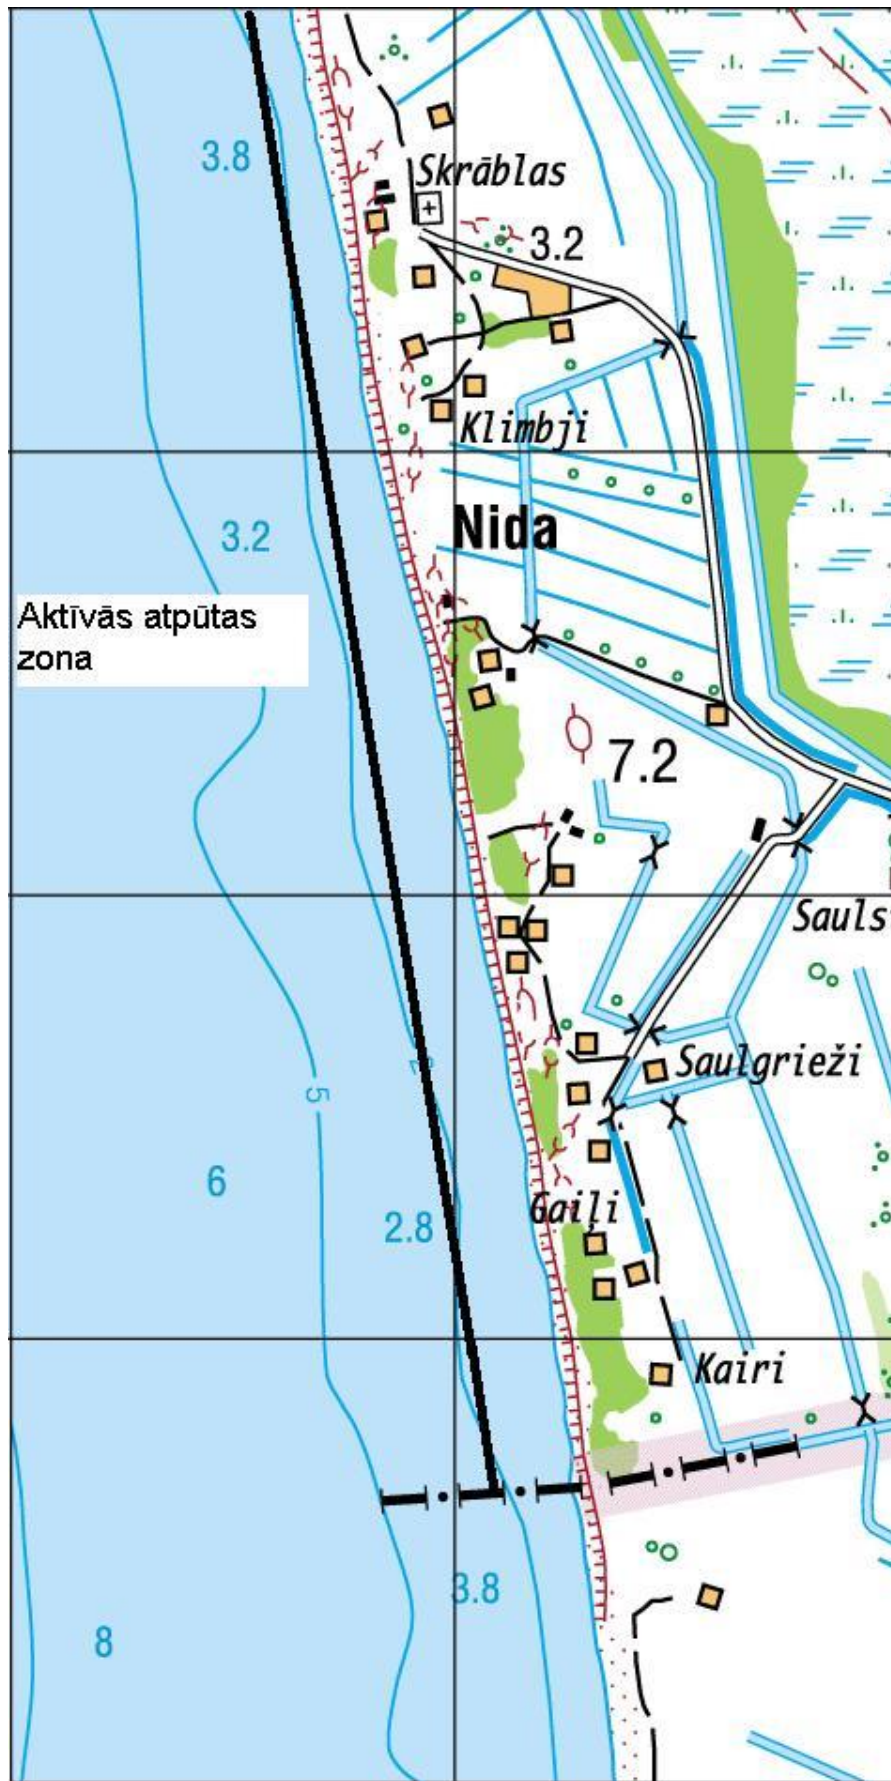 3.8
Skrāblas
3.2
Klimbji
3.2
Nida
Aktīvās atpūtas
zona
7.2
Sauls
2
Saulgrieži
5
6
Gaiļi
2.8
Kairi
3.8
8